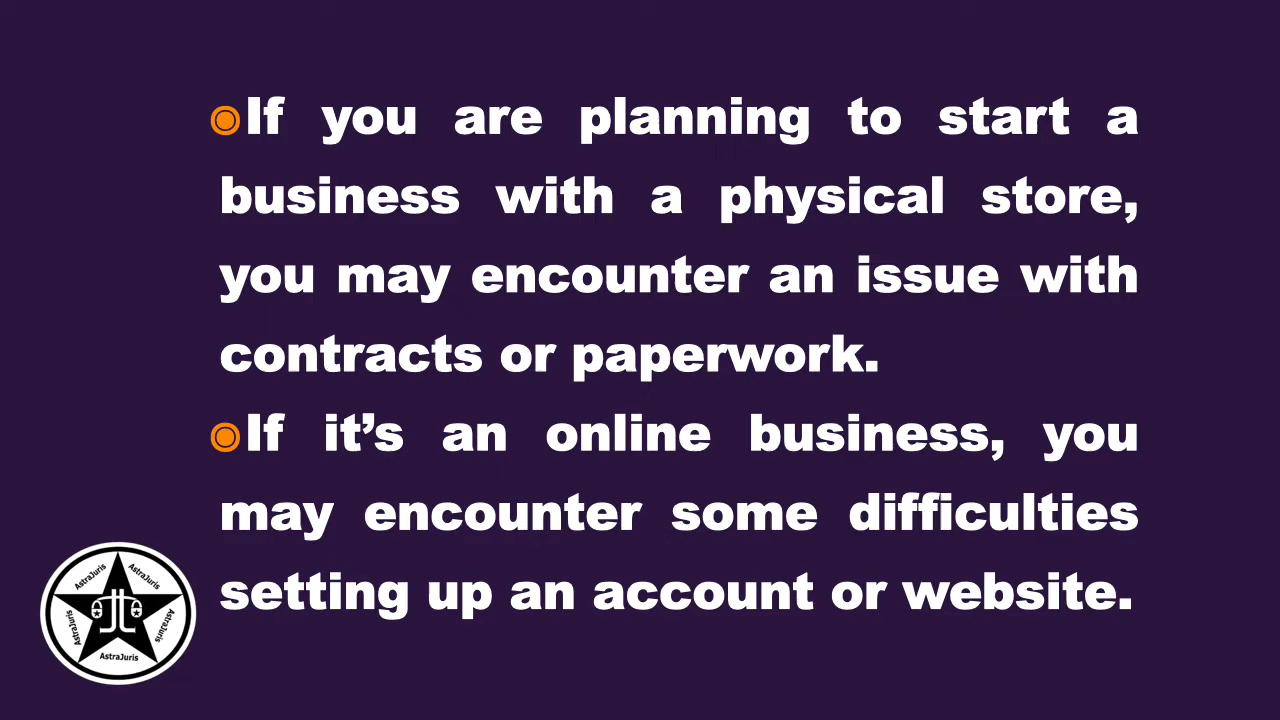 ◉If you are planning to start a
business with a physical store,
you may encounter an issue with
contracts or paperwork.
◉If it’s an online business, you
may encounter some difficulties
setting up an account or website.
AstraJuris
AstraJuris
AstraJuris
AstraJuris
AstraJuris